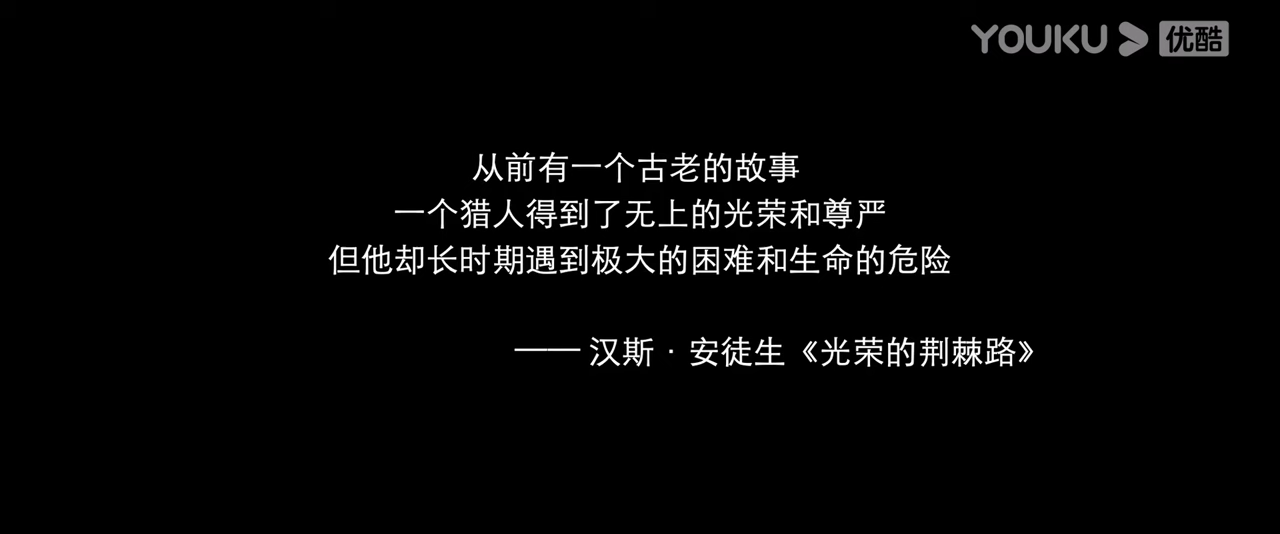 YOUKU 优酷
从前有一个古老的故事
一个猎人得到了无上的光荣和尊严
但他却长时期遇到极大的困难和生命的危险
—— 汉斯 · 安徒生《光荣的荆棘路》